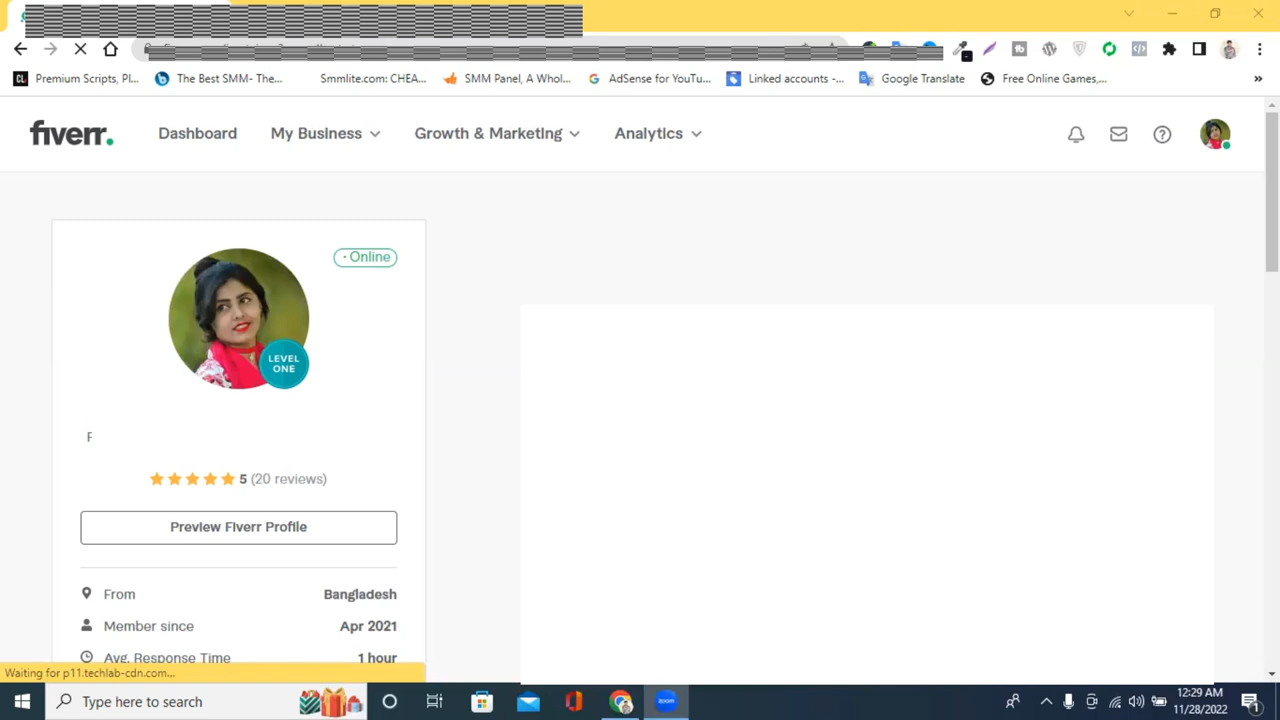 CL Premium Scripts, Pl... The Best SMM- The... Smmlite.com: CHEA... SMM Panel, A Whol... AdSense for YouTu... Linked accounts -... Google Translate Free Online Games,... »
fiverr. Dashboard My Business Growth & Marketing Analytics
· Online
LEVEL
ONE
F
5 (20 reviews)
Preview Fiverr Profile
From Bangladesh
Member since Apr 2021
Avg. Response Time 1 hour
Waiting for p11.techlab-cdn.com...
Type here to search zoom 12:29 AM
11/28/2022 1